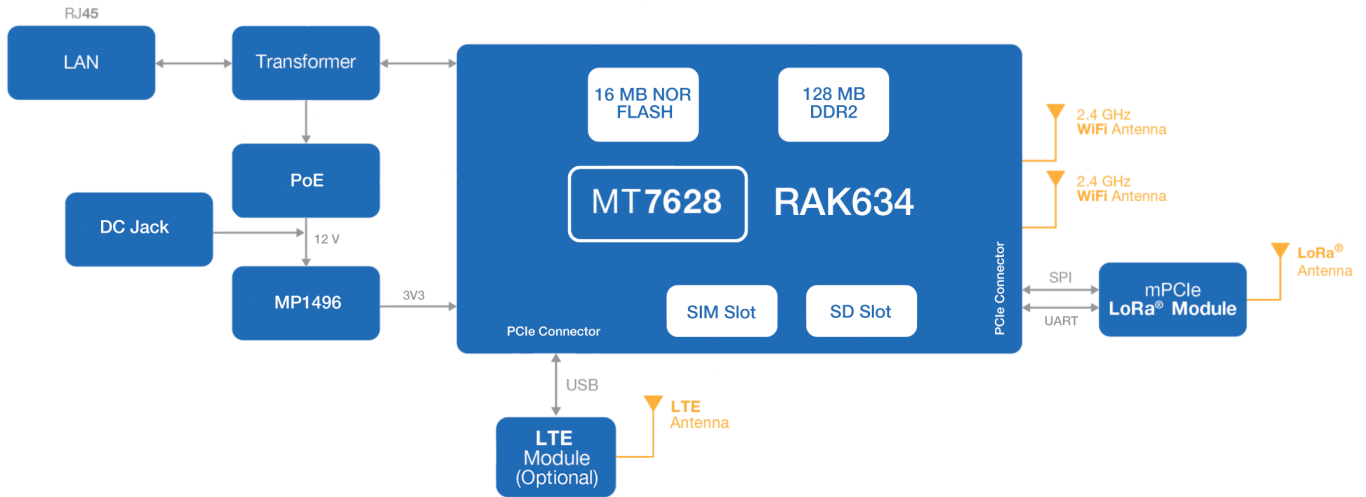 RJ45
LAN
Transformer
PoE
DC Jack
12 V
MP1496
3V3
16 MB NOR
FLASH
128 MB
DDR2
MT7628
RAK634
SIM Slot
SD Slot
PCIe Connector
PCIe Connector
2.4 GHz
WiFi Antenna
2.4 GHz
WiFi Antenna
SPI
UART
mPCIe
LoRa® Module
LoRa®
Antenna
USB
LTE
Module
(Optional)
LTE
Antenna